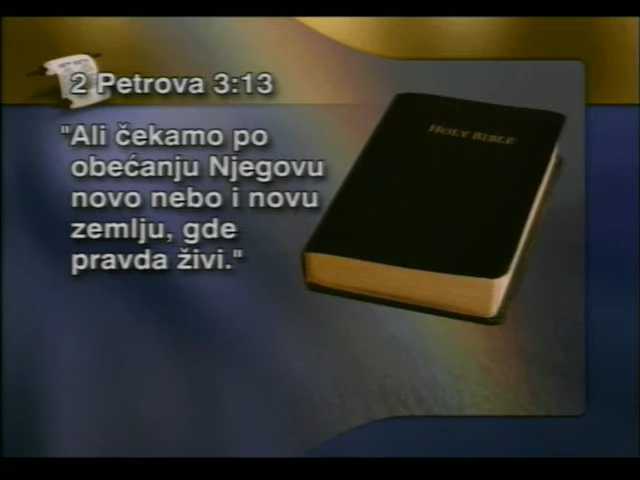 2 Petrova 3:13
"Ali čekamo po
obećanju Njegovu
novo nebo i novu
zemlju, gde
pravda živi."
HOLY BIBLE